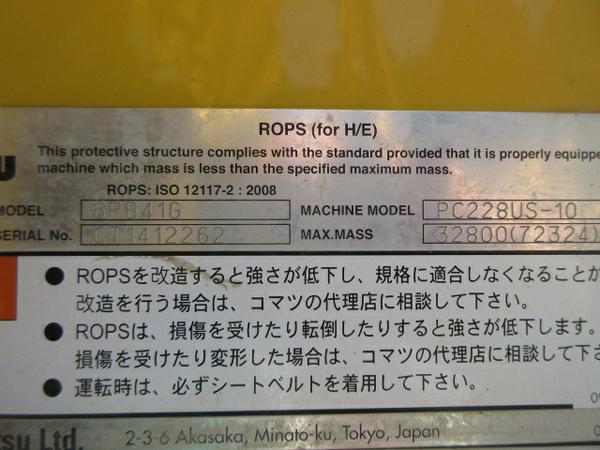 ROPS (for H/E)
This protective structure complies with the standard provided that it is properly equippe
machine which mass is less than the specified maximum mass.
ROPS: ISO 12117-2 : 2008
MODEL 6RB41G MACHINE MODEL PC228US-10
SERIAL No. CT1412262 MAX.MASS 32800(72324)
● ROPSを改造すると強さが低下し、規格に適合しなくなることが
改造を行う場合は、コマツの代理店に相談して下さい。
● ROPSは、損傷を受けたり転倒したりすると強さが低下します。
損傷を受けたり変形した場合は、コマツの代理店に相談して下さ
● 運転時は、必ずシートベルトを着用して下さい。
tsu Ltd. 2-3-6 Akasaka, Minato-ku, Tokyo, Japan